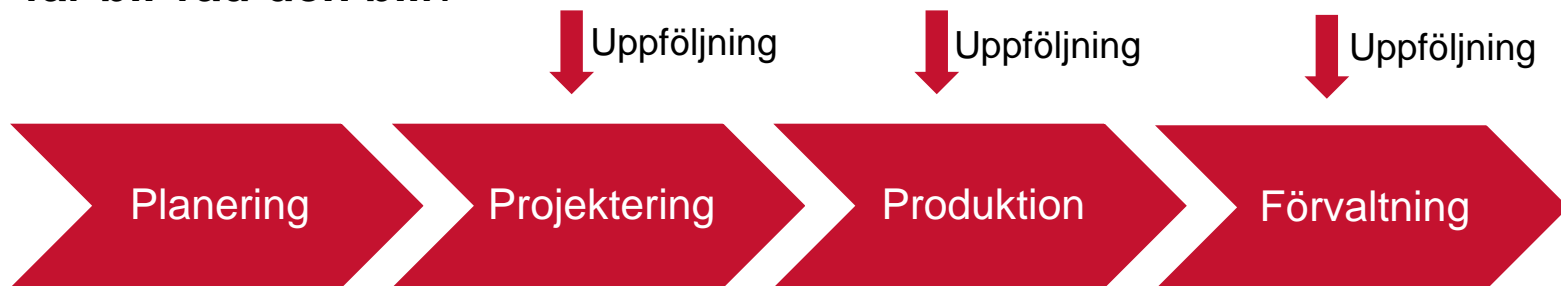 Uppföljning
Uppföljning
Uppföljning
Planering
Projektering
Produktion
Förvaltning